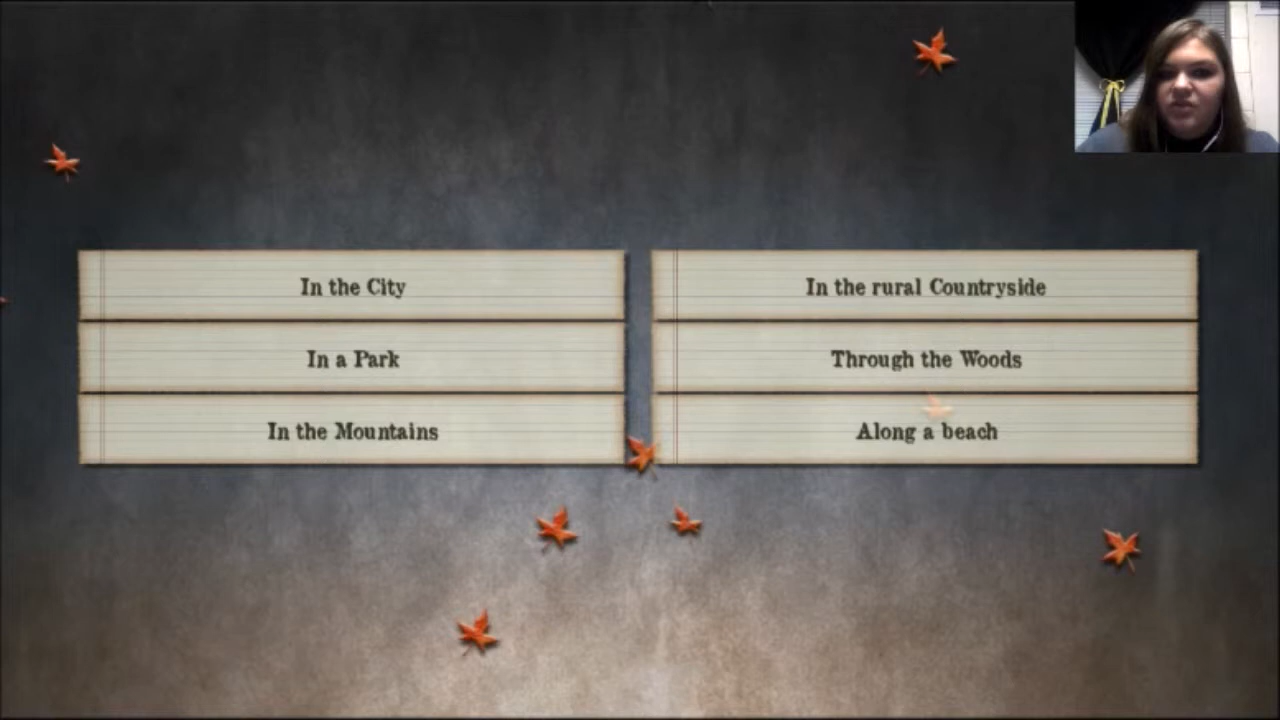 In the City
In the rural Countryside
In a Park
Through the Woods
In the Mountains
Along a beach